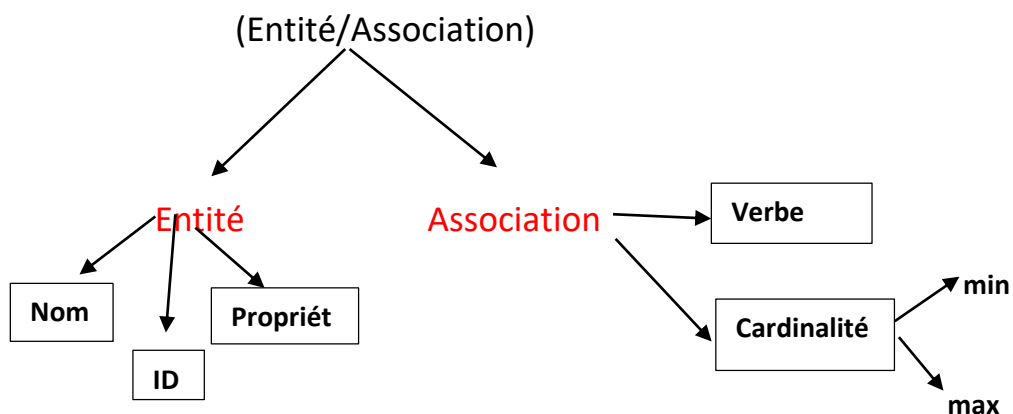 (Entité/Association)
Entité
Association
Verbe
Nom
ID
Propriét
Cardinalité
min
max